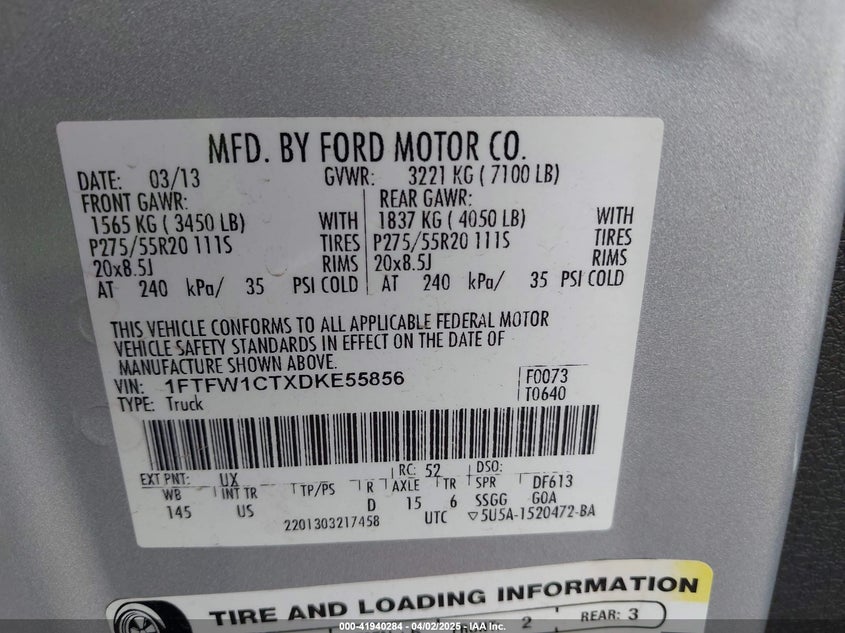 MFD. BY FORD MOTOR CO.
DATE: 03/13 GVWR: 3221 KG ( 7100 LB)
FRONT GAWR: REAR GAWR:
1565 KG ( 3450 LB) WITH 1837 KG ( 4050 LB) WITH
P275/55R20 111S TIRES P275/55R20 111S TIRES
20x8.5J RIMS 20x8.5J RIMS
AT 240 kPa/ 35 PSI COLD AT 240 kPa/ 35 PSI COLD
THIS VEHICLE CONFORMS TO ALL APPLICABLE FEDERAL MOTOR
VEHICLE SAFETY STANDARDS IN EFFECT ON THE DATE OF
MANUFACTURE SHOWN ABOVE.
VIN: 1FTFW1CTXDKE55856 F0073
TYPE: Truck T0640
EXT PNT: UX RC: 52 DSO:
WB INT TR TP/PS R AXLE TR SPR DF613
145 US D 15 6 SSGG GOA
2201303217458 UTC ▽5U5A-1520472-BA
TIRE AND LOADING INFORMATION
2 REAR: 3
000-41940284 - 04/02/2025 - IAA Inc.